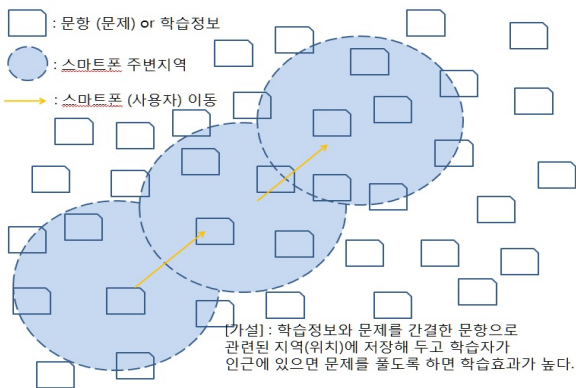 : 문항 (문제) or 학습정보
: 스마트폰 주변지역
: 스마트폰 (사용자) 이동
[가설] : 학습정보와 문제를 간결한 문항으로
관련된 지역(위치)에 저장해 두고 학습자가
인근에 있으면 문제를 풀도록 하면 학습효과가 높다.